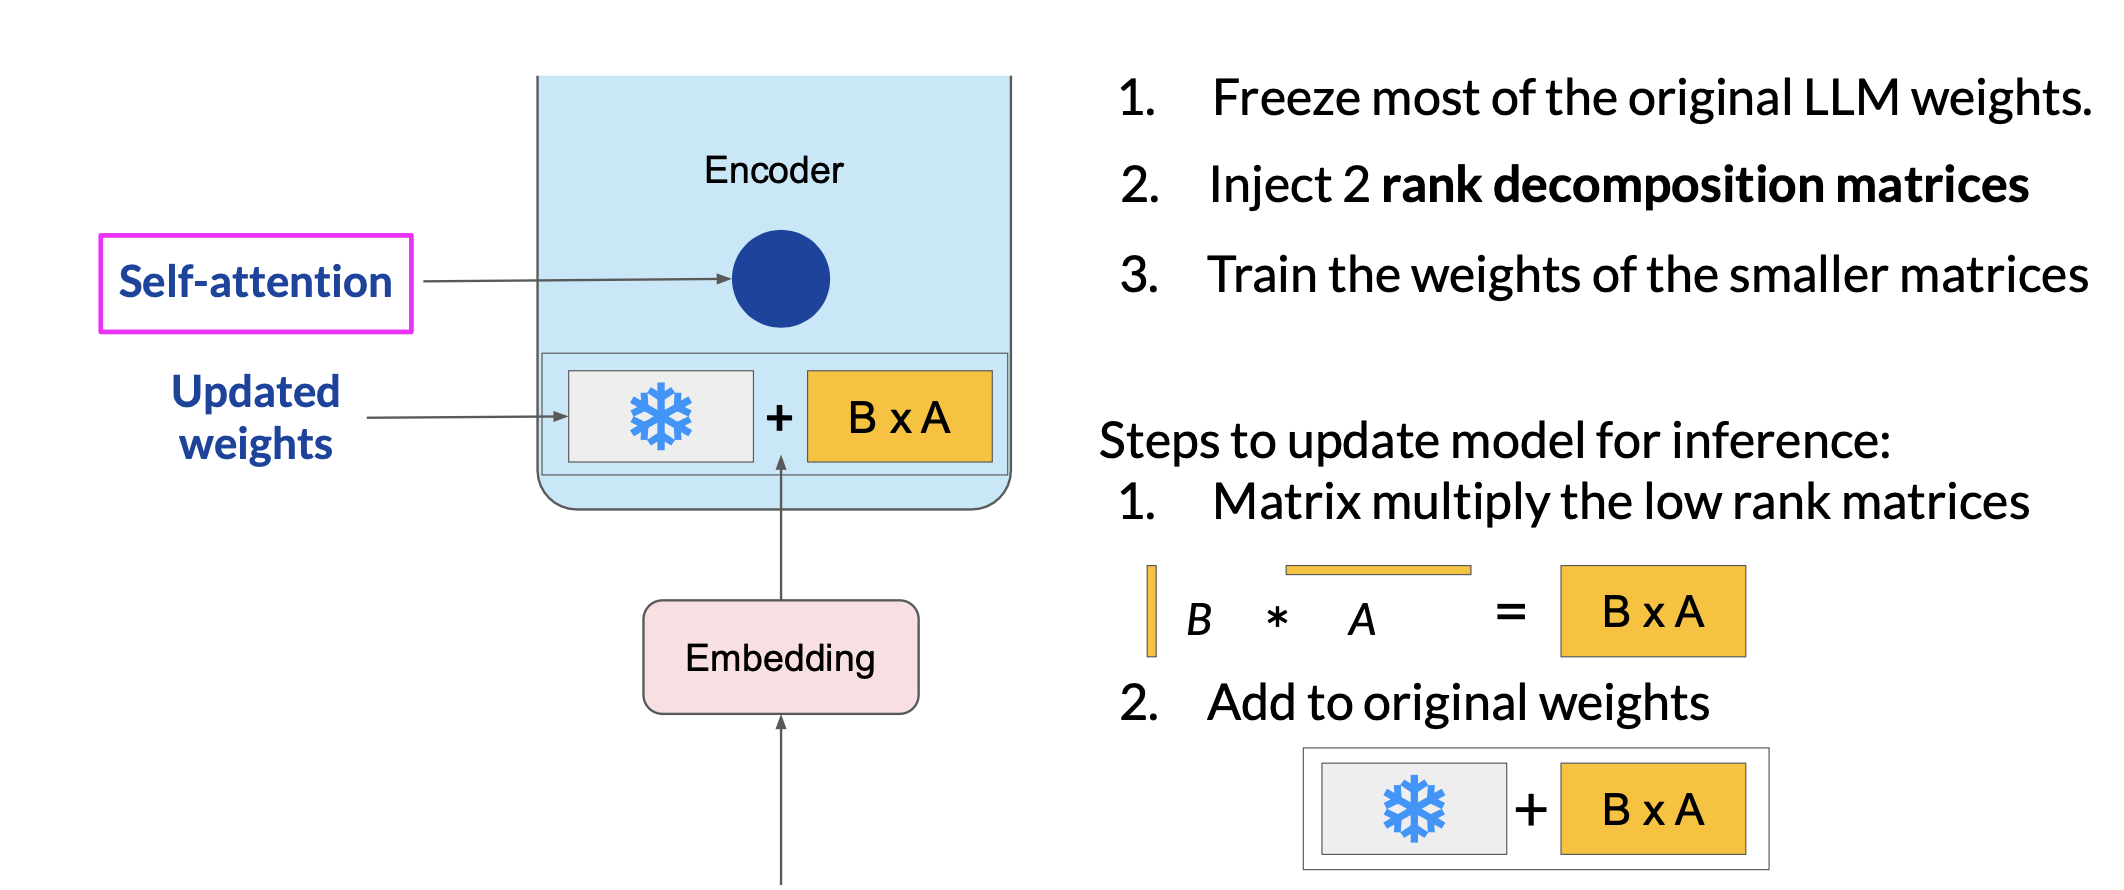 Encoder
Self-attention
Updated
weights
+ B x A
Embedding
1. Freeze most of the original LLM weights.
2. Inject 2 rank decomposition matrices
3. Train the weights of the smaller matrices
Steps to update model for inference:
1. Matrix multiply the low rank matrices
B * A = B x A
2. Add to original weights
+ B x A